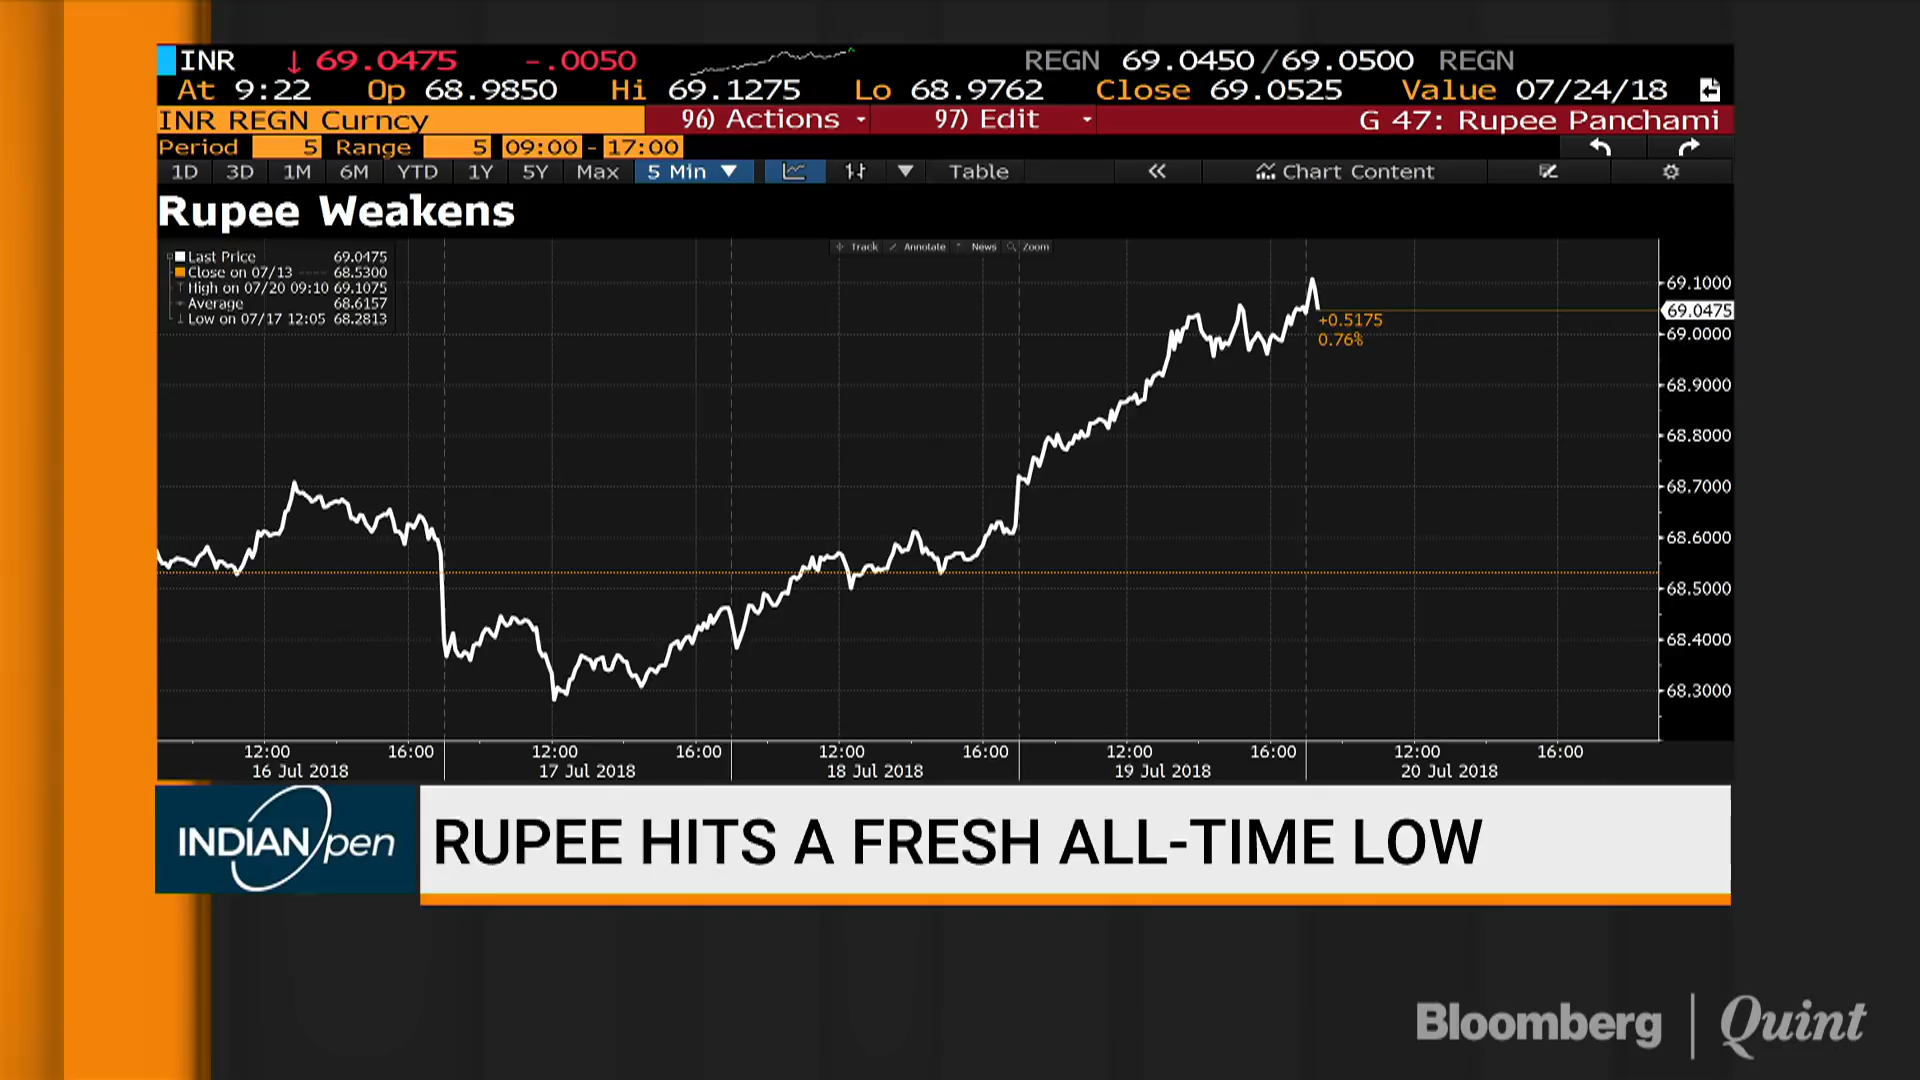 INR ↓ 69.0475 -.0050 REGN 69.0450 / 69.0500 REGN
At 9:22 Op 68.9850 Hi 69.1275 Lo 68.9762 Close 69.0525 Value 07/24/18
INR REGN Curncy 96) Actions 97) Edit G 47: Rupee Panchami
Period 5 Range 5 09:00 - 17:00
1D 3D 1M 6M YTD 1Y 5Y Max 5 Min ▼ Table « Chart Content
Rupee Weakens
Track Annotate News Zoom
Last Price 69.0475
Close on 07/13 ---- 68.5300
High on 07/20 09:10 69.1075
Average 68.6157
Low on 07/17 12:05 68.2813
69.1000
69.0475
+0.5175
69.0000
0.76%
68.9000
68.8000
68.7000
68.6000
68.5000
68.4000
68.3000
12:00 16:00 12:00 16:00 12:00 16:00 12:00 16:00 12:00 16:00
16 Jul 2018 17 Jul 2018 18 Jul 2018 19 Jul 2018 20 Jul 2018
INDIAN Open RUPEE HITS A FRESH ALL-TIME LOW
Bloomberg | Quint